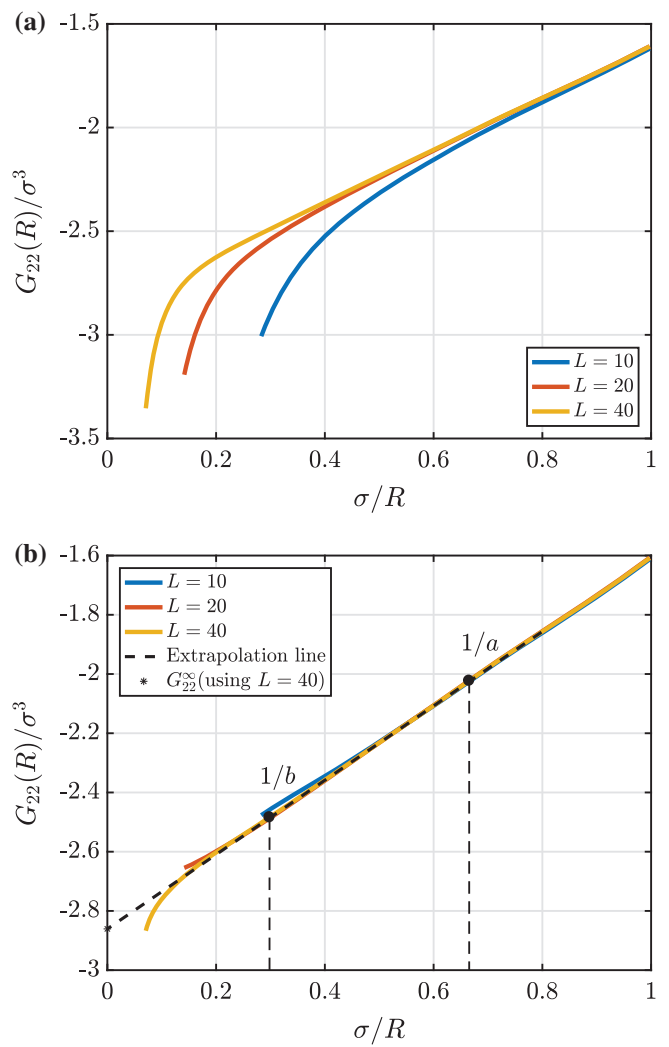 (a)
-1.5
-2
-2.5
-3
-3.5
G₂₂(R)/σ³
0 0.2 0.4 0.6 0.8 1
σ/R
L = 10
L = 20
L = 40
(b)
-1.6
-1.8
-2
-2.2
-2.4
-2.6
-2.8
-3
G₂₂(R)/σ³
L = 10
L = 20
L = 40
Extrapolation line
G₂₂^∞(using L = 40)
1/a
1/b
0 0.2 0.4 0.6 0.8 1
σ/R